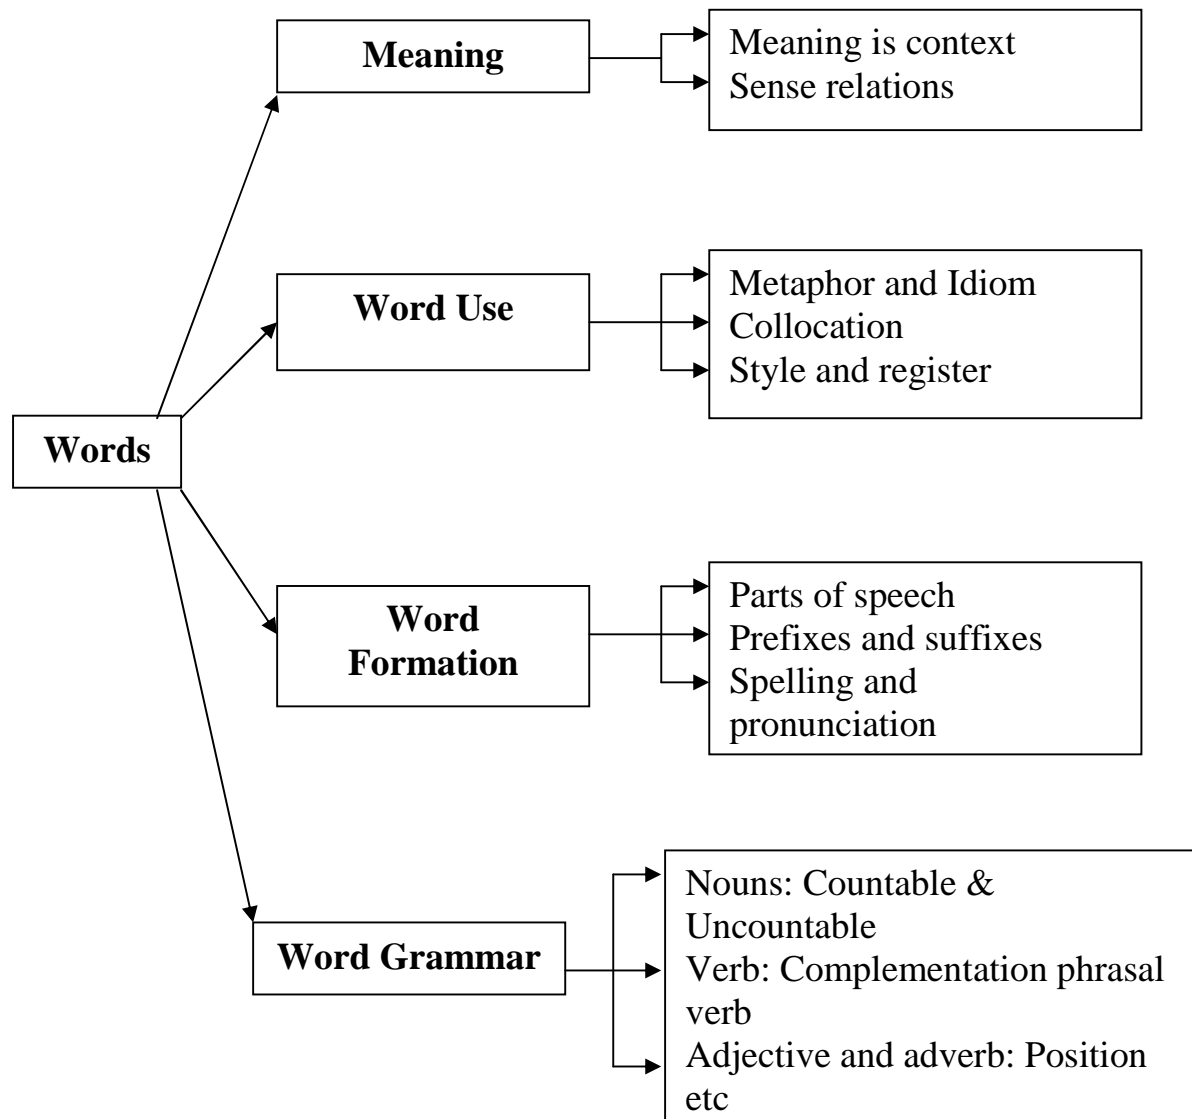 Meaning
Meaning is context
Sense relations
Word Use
Metaphor and Idiom
Collocation
Style and register
Words
Word
Formation
Parts of speech
Prefixes and suffixes
Spelling and
pronunciation
Word Grammar
Nouns: Countable &
Uncountable
Verb: Complementation phrasal
verb
Adjective and adverb: Position
etc